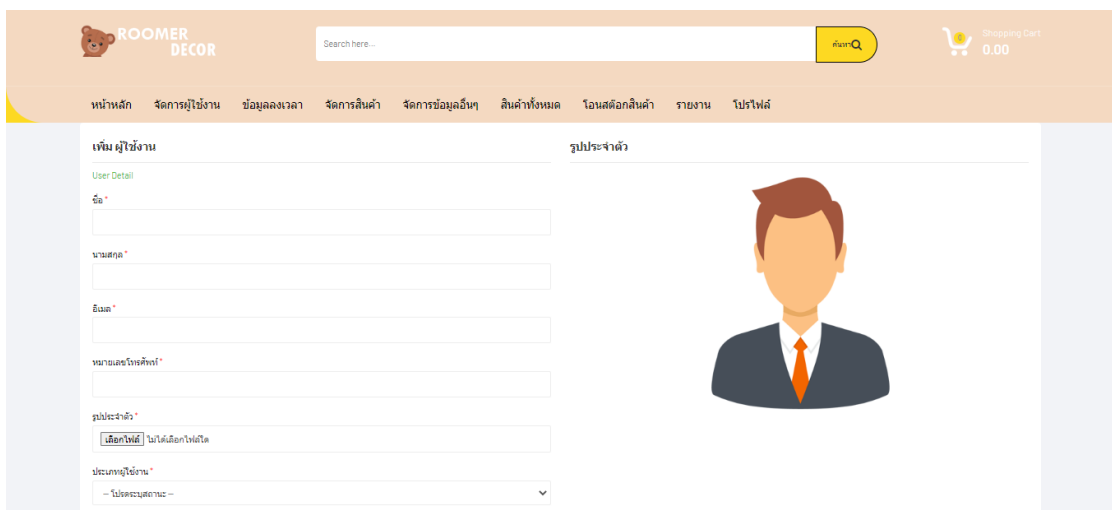 ROOMER
DECOR
Search here...
ค้นหา
Shopping Cart
0.00
หน้าหลัก จัดการผู้ใช้งาน ข้อมูลลงเวลา จัดการสินค้า จัดการข้อมูลอื่นๆ สินค้าทั้งหมด โอนสต๊อกสินค้า รายงาน โปรไฟล์
เพิ่ม ผู้ใช้งาน
รูปประจำตัว
User Detail
ชื่อ *
นามสกุล *
อีเมล *
หมายเลขโทรศัพท์ *
รูปประจำตัว *
เลือกไฟล์ ไม่ได้เลือกไฟล์ใด
ประเภทผู้ใช้งาน *
-- โปรดระบุสถานะ --